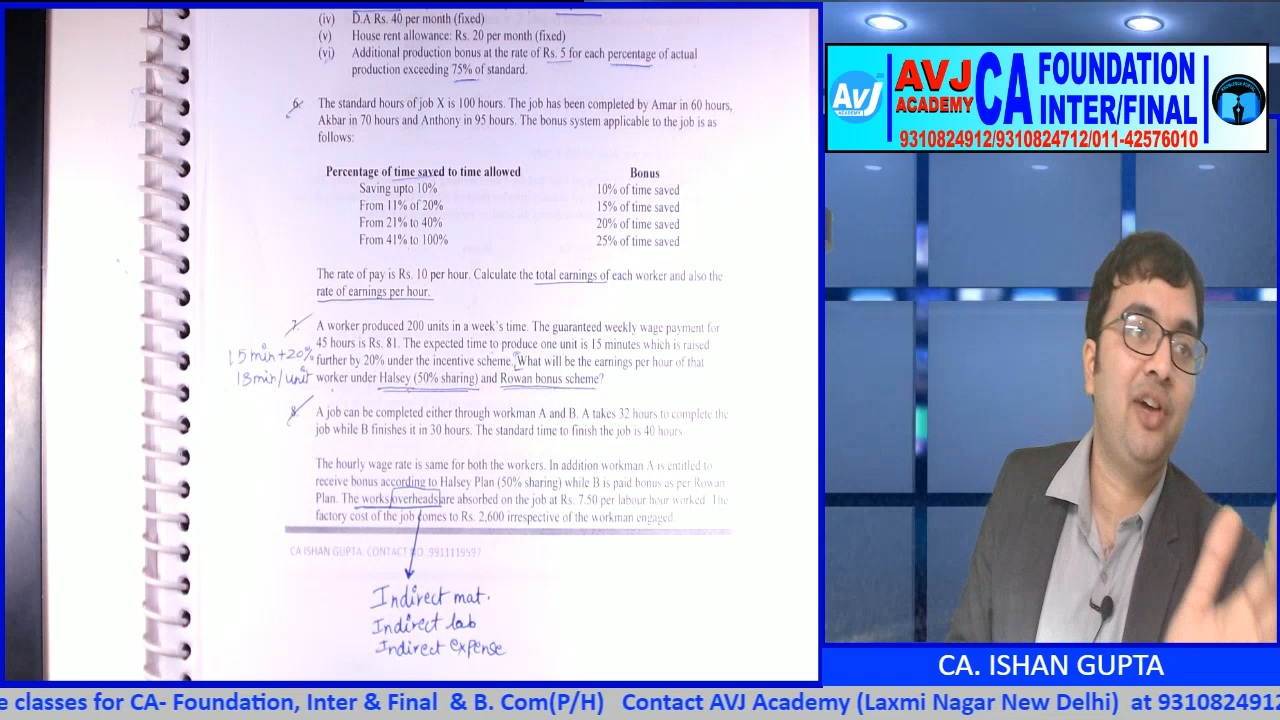 (iv) D.A Rs. 40 per month (fixed)
(v) House rent allowance: Rs. 20 per month (fixed)
(vi) Additional production bonus at the rate of Rs. 5 for each percentage of actual
production exceeding 75% of standard.
6. The standard hours of job X is 100 hours. The job has been completed by Amar in 60 hours,
Akbar in 70 hours and Anthony in 95 hours. The bonus system applicable to the job is as
follows:
Percentage of time saved to time allowed Bonus
Saving upto 10% 10% of time saved
From 11% of 20% 15% of time saved
From 21% to 40% 20% of time saved
From 41% to 100% 25% of time saved
The rate of pay is Rs. 10 per hour. Calculate the total earnings of each worker and also the
rate of earnings per hour.
7. A worker produced 200 units in a week's time. The guaranteed weekly wage payment for
45 hours is Rs. 81. The expected time to produce one unit is 15 minutes which is raised
further by 20% under the incentive scheme. What will be the earnings per hour of that
worker under Halsey (50% sharing) and Rowan bonus scheme?
15 min + 20%
18 min/unit
8. A job can be completed either through workman A and B. A takes 32 hours to complete the
job while B finishes it in 30 hours. The standard time to finish the job is 40 hours.
The hourly wage rate is same for both the workers. In addition workman A is entitled to
receive bonus according to Halsey Plan (50% sharing) while B is paid bonus as per Rowan
Plan. The works overheads are absorbed on the job at Rs. 7.50 per labour hour worked. The
factory cost of the job comes to Rs. 2,600 irrespective of the workman engaged.
CA ISHAN GUPTA. CONTACT NO. 9911119597
Indirect mat.
Indirect lab
Indirect expense
AVJ
ACADEMY
AVJ
ACADEMY
CA
FOUNDATION
INTER/FINAL
9310824912/9310824712/011-42576010
CA. ISHAN GUPTA
e classes for CA- Foundation, Inter & Final & B. Com(P/H) Contact AVJ Academy (Laxmi Nagar New Delhi) at 9310824912